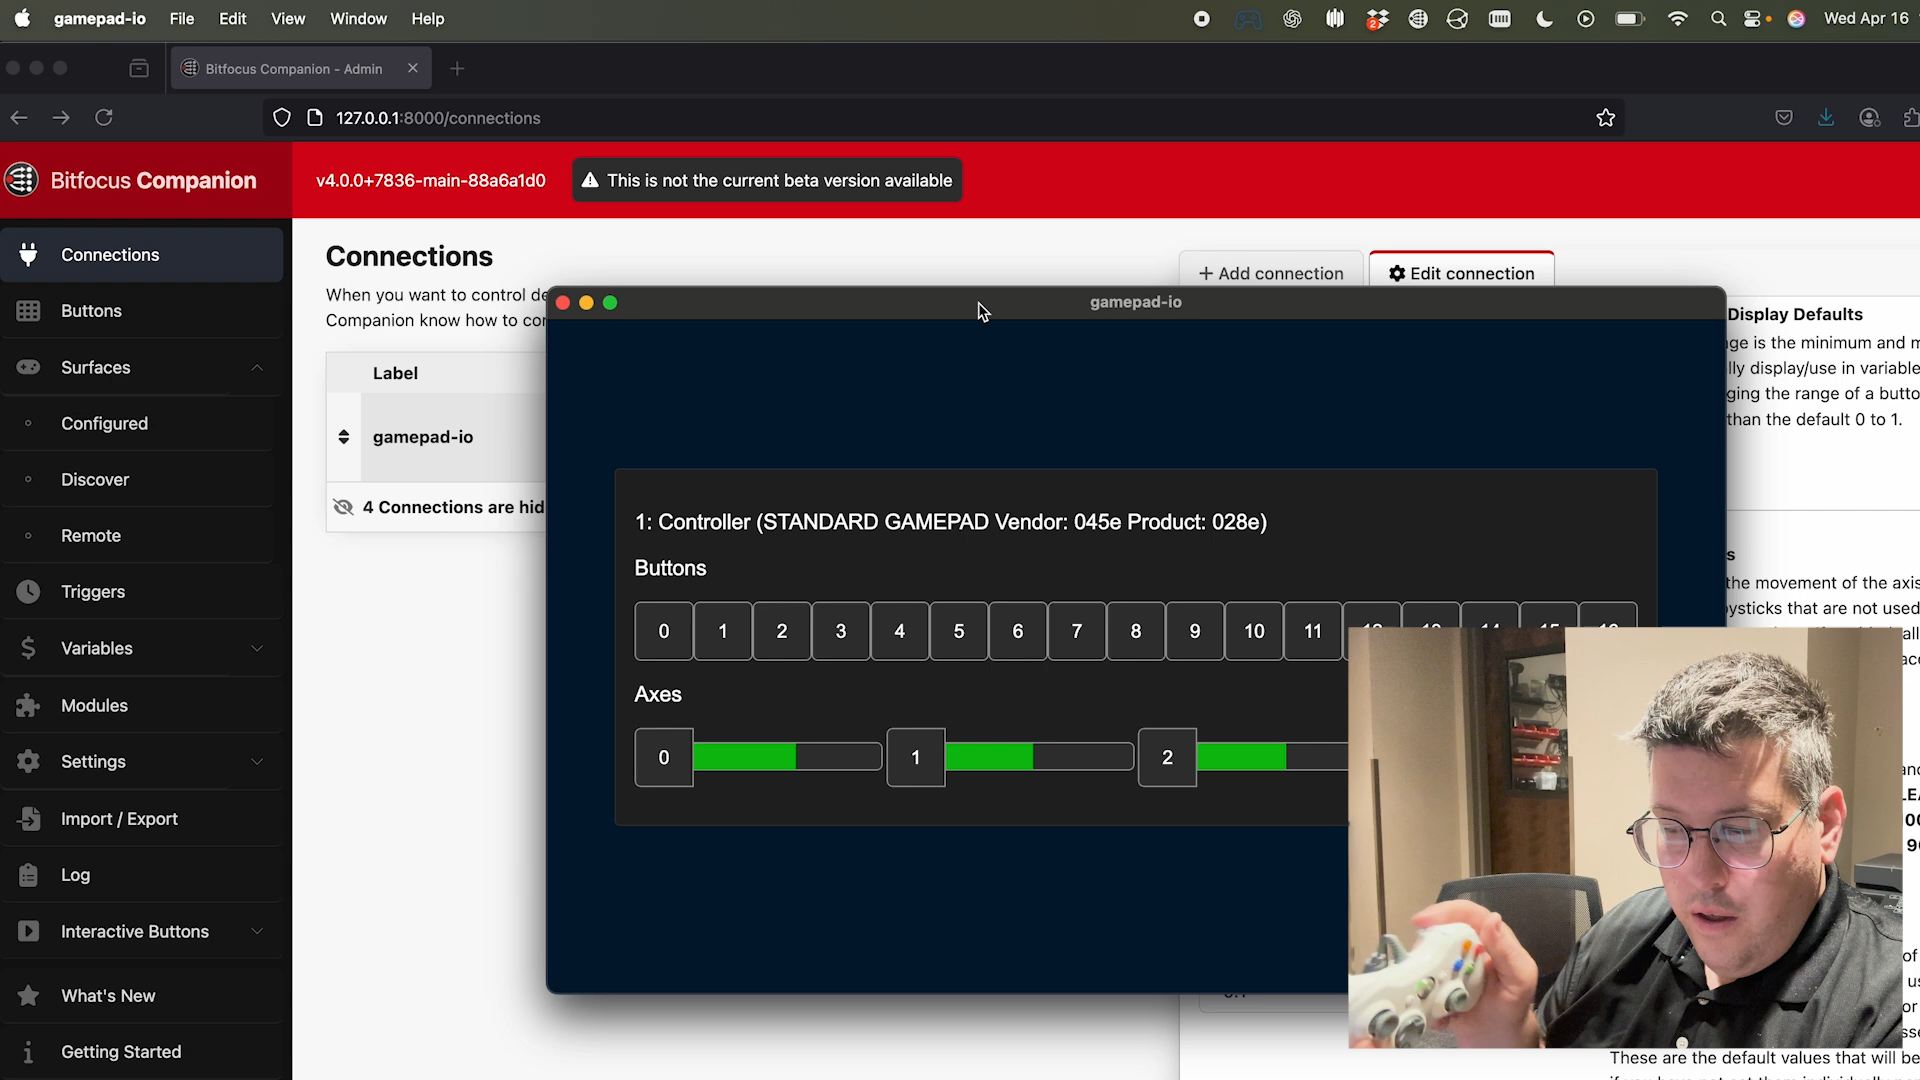 gamepad-io File Edit View Window Help
2
Wed Apr 16
Bitfocus Companion - Admin
127.0.0.1:8000/connections
Bitfocus Companion
v4.0.0+7836-main-88a6a1d0
This is not the current beta version available
Connections
Buttons
Surfaces
Configured
Discover
Remote
Triggers
Variables
Modules
Settings
Import / Export
Log
Interactive Buttons
What's New
Getting Started
Connections
When you want to control de
Companion know how to con
Label
gamepad-io
4 Connections are hid
Add connection
Edit connection
gamepad-io
1: Controller (STANDARD GAMEPAD Vendor: 045e Product: 028e)
Buttons
0 1 2 3 4 5 6 7 8 9 10 11 12 13 14 15 16
Axes
0 1 2
Display Defaults
ge is the minimum and m
lly display/use in variable
ging the range of a butto
than the default 0 to 1.
s
the movement of the axis
ysticks that are not used
These are the default values that will be